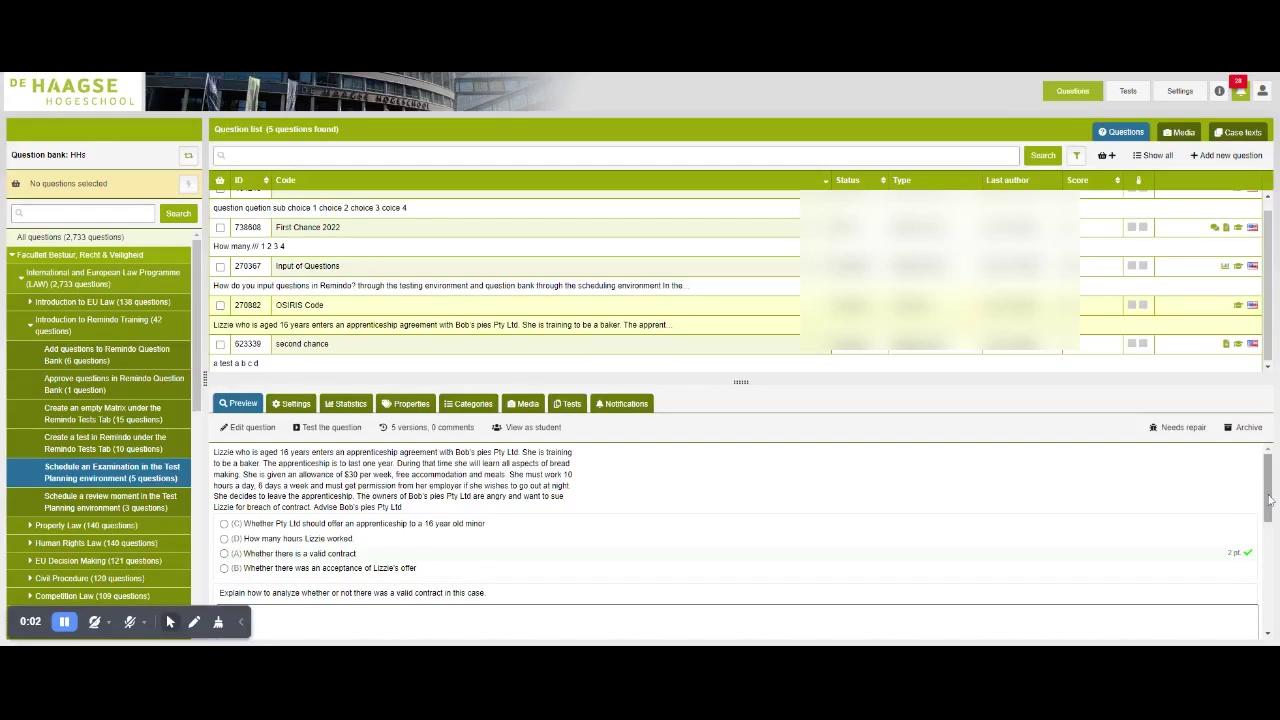 DE HAAGSE
HOGESCHOOL
Questions
Tests
Settings
28
Question bank: HHs
No questions selected
Search
All questions (2,733 questions)
Faculteit Bestuur, Recht & Veiligheid
International and European Law Programme
(LAW) (2,733 questions)
Introduction to EU Law (138 questions)
Introduction to Remindo Training (42
questions)
Add questions to Remindo Question
Bank (6 questions)
Approve questions in Remindo Question
Bank (1 question)
Create an empty Matrix under the
Remindo Tests Tab (15 questions)
Create a test in Remindo under the
Remindo Tests Tab (10 questions)
Schedule an Examination in the Test
Planning environment (5 questions)
Schedule a review moment in the Test
Planning environment (3 questions)
Property Law (140 questions)
Human Rights Law (140 questions)
EU Decision Making (121 questions)
Civil Procedure (120 questions)
Competition Law (109 questions)
0:02
Question list (5 questions found)
Questions
Media
Case texts
Search
Show all
Add new question
ID
Code
Status
Type
Last author
Score
question quetion sub choice 1 choice 2 choice 3 coice 4
738608 First Chance 2022
How many /// 1 2 3 4
270367 Input of Questions
How do you input questions in Remindo? through the testing environment and question bank through the scheduling environment In the...
270882 OSIRIS Code
Lizzie who is aged 16 years enters an apprenticeship agreement with Bob's pies Pty Ltd. She is training to be a baker. The apprent...
623339 second chance
a test a b c d
Preview
Settings
Statistics
Properties
Categories
Media
Tests
Notifications
Edit question
Test the question
5 versions, 0 comments
View as student
Needs repair
Archive
Lizzie who is aged 16 years enters an apprenticeship agreement with Bob's pies Pty Ltd. She is training
to be a baker. The apprenticeship is to last one year. During that time she will learn all aspects of bread
making. She is given an allowance of $30 per week, free accommodation and meals. She must work 10
hours a day, 6 days a week and must get permission from her employer if she wishes to go out at night.
She decides to leave the apprenticeship. The owners of Bob's pies Pty Ltd are angry and want to sue
Lizzie for breach of contract. Advise Bob's pies Pty Ltd
(C) Whether Pty Ltd should offer an apprenticeship to a 16 year old minor
(D) How many hours Lizzie worked.
(A) Whether there is a valid contract
2 pt.
(B) Whether there was an acceptance of Lizzie's offer
Explain how to analyze whether or not there was a valid contract in this case.